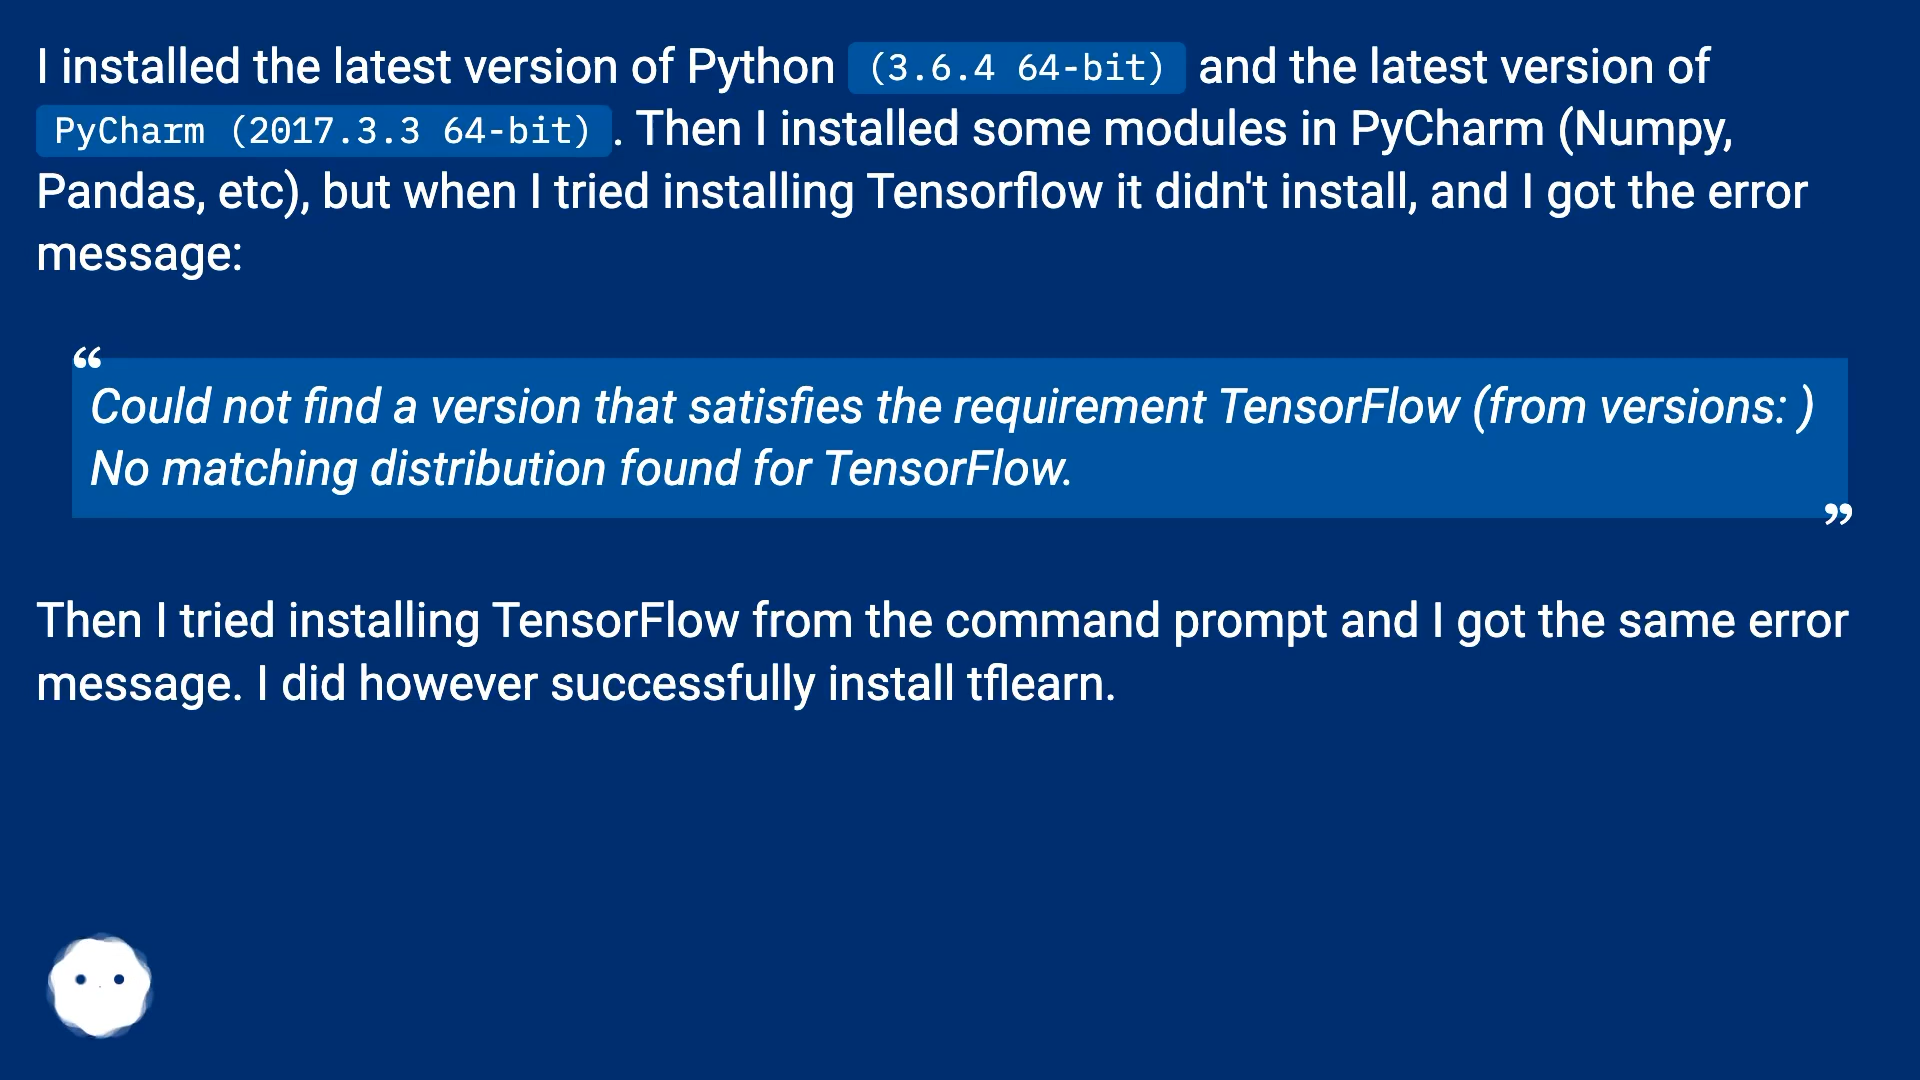 I installed the latest version of Python (3.6.4 64-bit) and the latest version of
PyCharm (2017.3.3 64-bit). Then I installed some modules in PyCharm (Numpy,
Pandas, etc), but when I tried installing Tensorflow it didn't install, and I got the error
message:
“
Could not find a version that satisfies the requirement TensorFlow (from versions: )
No matching distribution found for TensorFlow.
”
Then I tried installing TensorFlow from the command prompt and I got the same error
message. I did however successfully install tflearn.